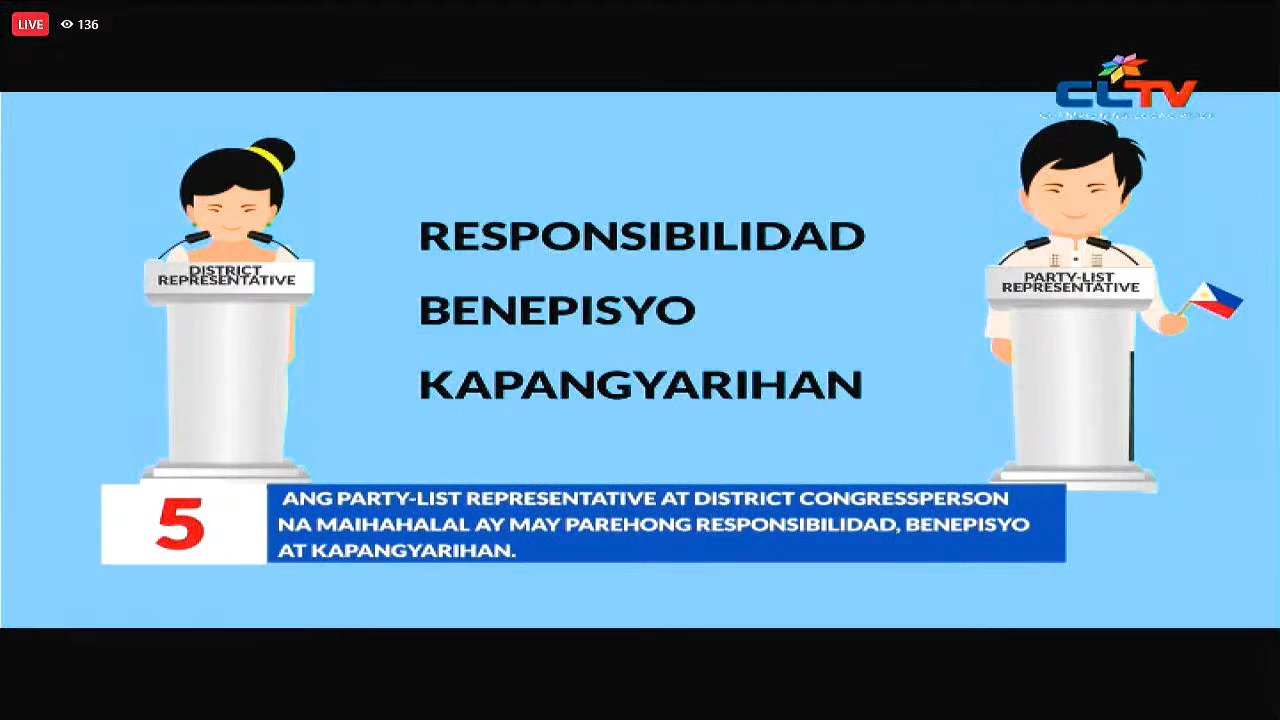 LIVE 136
CLTV
DISTRICT
REPRESENTATIVE
RESPONSIBILIDAD
BENEPISYO
KAPANGYARIHAN
PARTY-LIST
REPRESENTATIVE
5
ANG PARTY-LIST REPRESENTATIVE AT DISTRICT CONGRESSPERSON
NA MAIHAHALAL AY MAY PAREHONG RESPONSIBILIDAD, BENEPISYO
AT KAPANGYARIHAN.